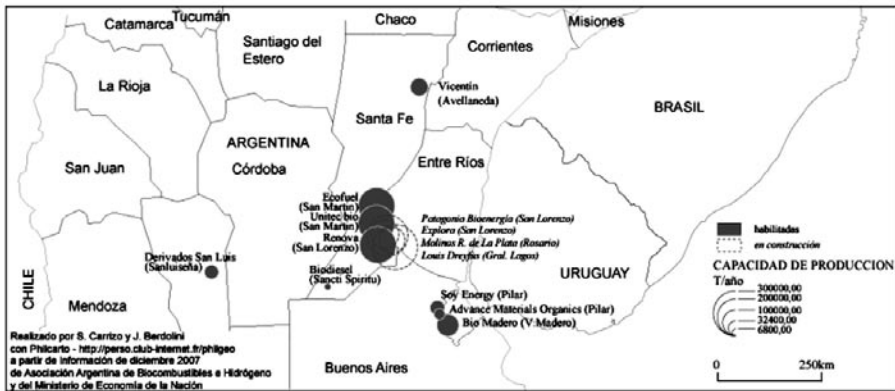 Catamarca
Tucumán
Santiago del
Estero
Chaco
Corrientes
Misiones
La Rioja
Vicentin
(Avellaneda)
BRASIL
Santa Fe
ARGENTINA
Córdoba
San Juan
Entre Ríos
Ecofuel
(San Martin)
Unitec bio
(San Martin)
Renova
(San Lorenzo)
Patagonia Bioenergia (San Lorenzo)
Explora (San Lorenzo)
Molinos R. de La Plata (Rosario)
Louis Dreyfus (Gral. Lagos)
habilitadas
en construcción
Derivados San Luis
(Sanluiseña)
Biodiesel
(Sancti Spiritu)
URUGUAY
CAPACIDAD DE PRODUCCION
T/año
300000,00
200000,00
100000,00
32400,00
6800,00
CHILE
Mendoza
Soy Energy (Pilar)
Advance Materials Organics (Pilar)
Bio Madero (V.Madero)
Buenos Aires
0 250km
Realizado por S. Carrizo y J. Berdolini
con Philcarto - http://perso.club-internet.fr/philgeo
a partir de Información de diciembre 2007
de Asociación Argentina de Biocombustibles e Hidrógeno
y del Ministerio de Economía de la Nación